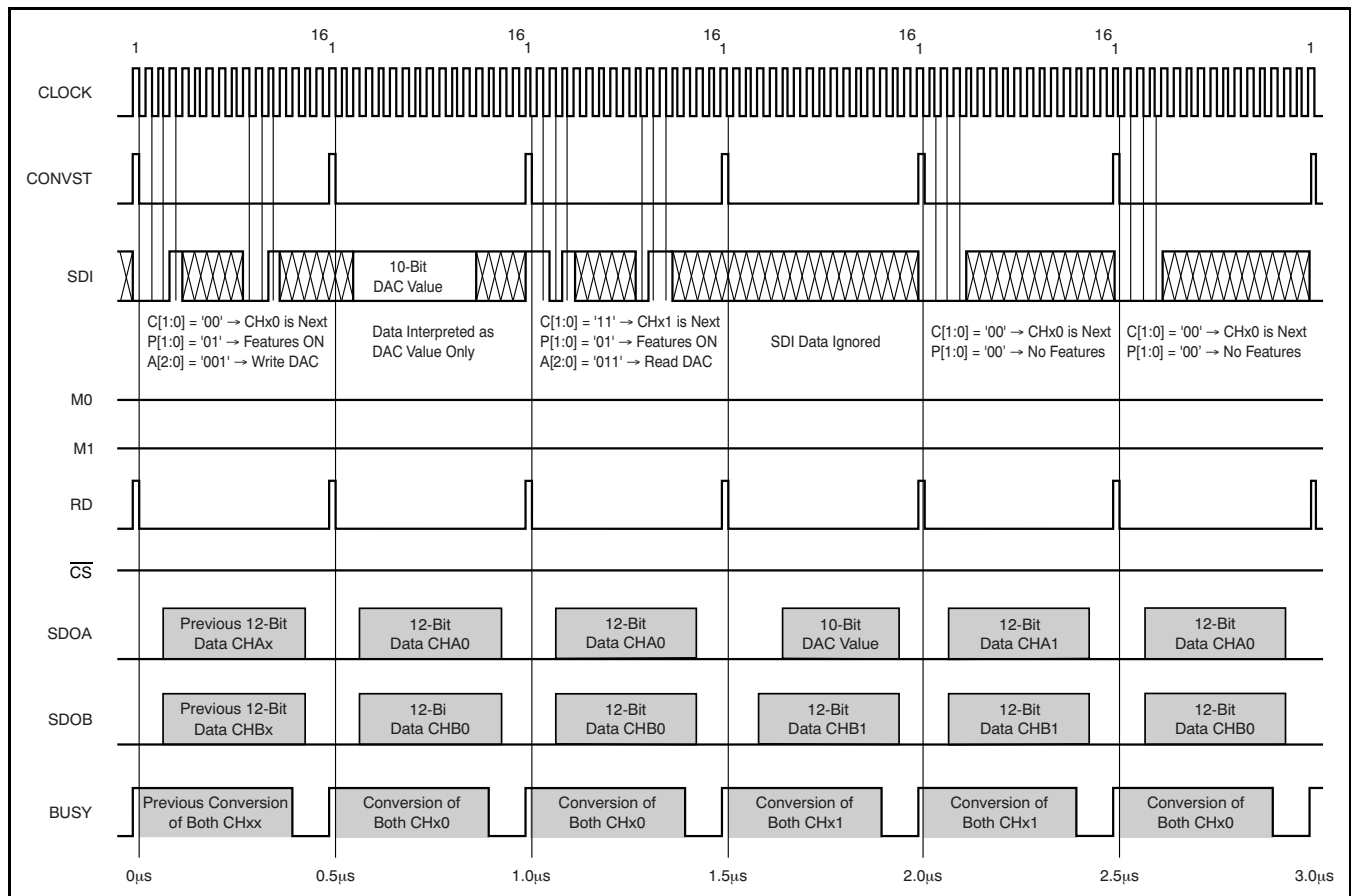 16 16 16 16 16
1 1 1 1 1 1 1
CLOCK
CONVST
SDI
10-Bit
DAC Value
C[1:0] = '00' → CHx0 is Next
P[1:0] = '01' → Features ON
A[2:0] = '001' → Write DAC
Data Interpreted as
DAC Value Only
C[1:0] = '11' → CHx1 is Next
P[1:0] = '01' → Features ON
A[2:0] = '011' → Read DAC
SDI Data Ignored
C[1:0] = '00' → CHx0 is Next
P[1:0] = '00' → No Features
C[1:0] = '00' → CHx0 is Next
P[1:0] = '00' → No Features
M0
M1
RD
CS
SDOA
Previous 12-Bit
Data CHAx
12-Bit
Data CHA0
12-Bit
Data CHA0
10-Bit
DAC Value
12-Bit
Data CHA1
12-Bit
Data CHA0
SDOB
Previous 12-Bit
Data CHBx
12-Bi
Data CHB0
12-Bit
Data CHB0
12-Bit
Data CHB1
12-Bit
Data CHB1
12-Bit
Data CHB0
BUSY
Previous Conversion
of Both CHxx
Conversion of
Both CHx0
Conversion of
Both CHx0
Conversion of
Both CHx1
Conversion of
Both CHx1
Conversion of
Both CHx0
0μs 0.5μs 1.0μs 1.5μs 2.0μs 2.5μs 3.0μs